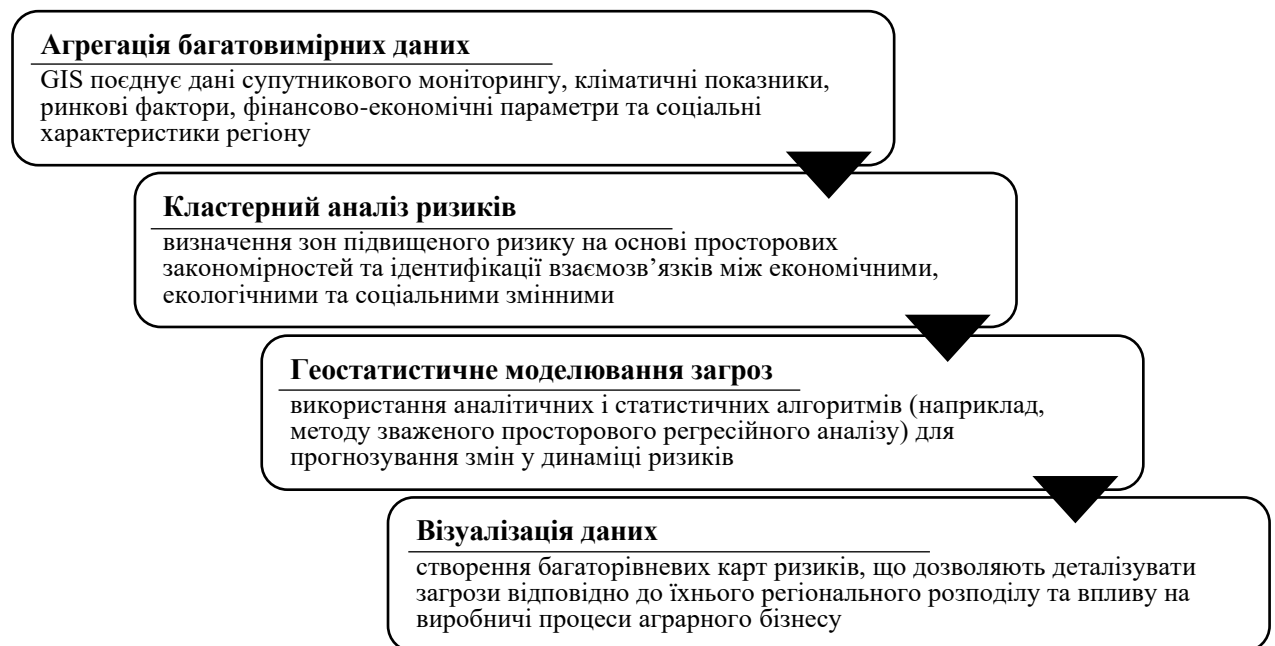 Агрегація багатовимірних даних
GIS поєднує дані супутникового моніторингу, кліматичні показники,
ринкові фактори, фінансово-економічні параметри та соціальні
характеристики регіону
Кластерний аналіз ризиків
визначення зон підвищеного ризику на основі просторових
закономірностей та ідентифікації взаємозв’язків між економічними,
екологічними та соціальними змінними
Геостатистичне моделювання загроз
використання аналітичних і статистичних алгоритмів (наприклад,
методу зваженого просторового регресійного аналізу) для
прогнозування змін у динаміці ризиків
Візуалізація даних
створення багаторівневих карт ризиків, що дозволяють деталізувати
загрози відповідно до їхнього регіонального розподілу та впливу на
виробничі процеси аграрного бізнесу